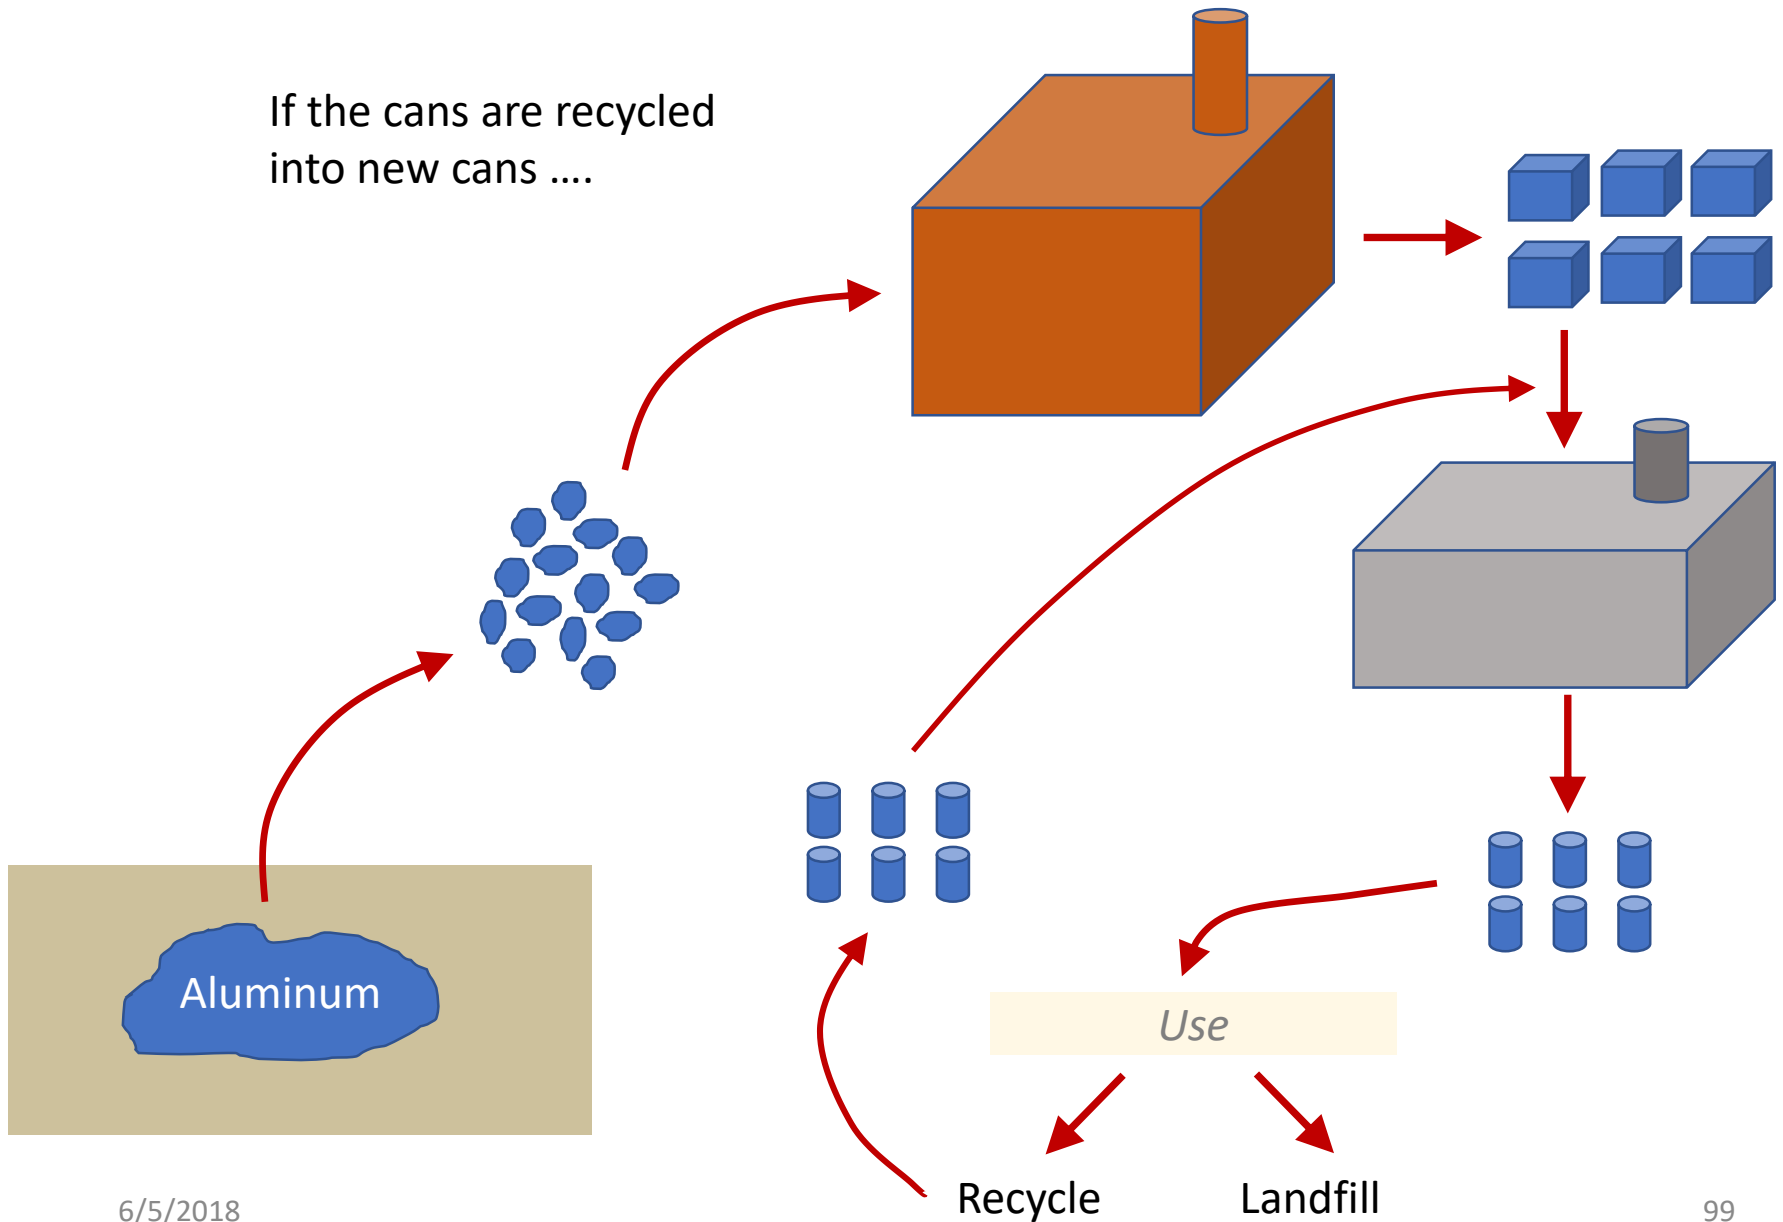 If the cans are recycled
into new cans ....
Aluminum
Use
Recycle
Landfill
6/5/2018
99